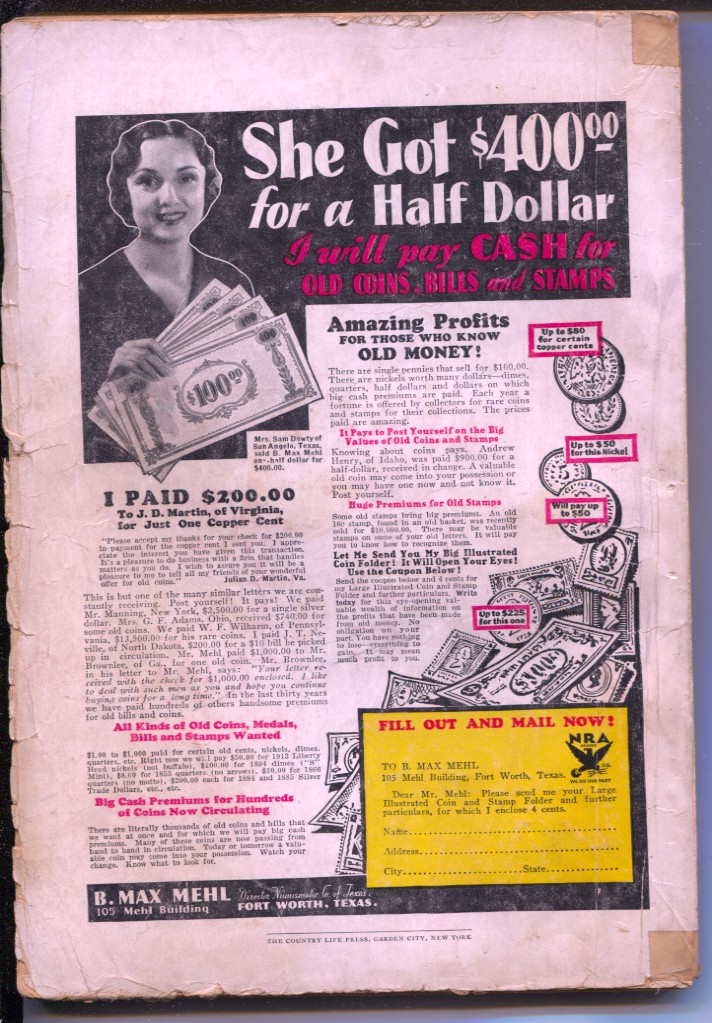 She Got $400.00
for a Half Dollar
I will pay CASH for
OLD COINS, BILLS and STAMPS
100
100
100
$100.00
Mrs. Sam Dowty of
San Angelo, Texas,
sold B. Max Mehl
one-half dollar for
$400.00.
I PAID $200.00
To J. D. Martin, of Virginia,
for Just One Copper Cent
"Please accept my thanks for your check for $200.00
in payment for the copper cent I sent you. I appre-
ciate the interest you have given this transaction.
It's a pleasure to do business with a firm that handles
matters as you do. I wish to assure you it will be a
pleasure to me to tell all my friends of your wonderful
offer for old coins."
Julian D. Martin, Va.
This is but one of the many similar letters we are con-
stantly receiving. Post yourself! It pays! We paid
Mr. Manning, New York, $2,500.00 for a single silver
dollar. Mrs. G. F. Adams, Ohio, received $740.00 for
some old coins. We paid W. F. Wilharm, of Pennsyl-
vania, $13,500.00 for his rare coins. I paid J. T. Ne-
ville, of North Dakota, $200.00 for a $10 bill he picked
up in circulation. Mr. Mehl paid $1,000.00 to Mr.
Brownlee, of Ga., for one old coin. Mr. Brownlee,
in his letter to Mr. Mehl, says: "Your letter re-
ceived with the check for $1,000.00 enclosed. I like
to deal with such men as you and hope you continue
buying coins for a long time." In the last thirty years
we have paid hundreds of others handsome premiums
for old bills and coins.
All Kinds of Old Coins, Medals,
Bills and Stamps Wanted
$1.00 to $1,000 paid for certain old cents, nickels, dimes,
quarters, etc. Right now we will pay $50.00 for 1913 Liberty
Head nickels (not buffalo), $100.00 for 1894 dimes ("S"
Mint), $8.00 for 1853 quarters (no arrows), $10.00 for 1866
quarters (no motto), $200.00 each for 1884 and 1885 Silver
Trade Dollars, etc., etc.
Big Cash Premiums for Hundreds
of Coins Now Circulating
There are literally thousands of old coins and bills that
we want at once and for which we will pay big cash
premiums. Many of these coins are now passing from
hand to hand in circulation. Today or tomorrow a valu-
able coin may come into your possession. Watch your
change. Know what to look for.
B. MAX MEHL
105 Mehl Building
Director Numismatic Co. of Texas.
FORT WORTH, TEXAS.
Amazing Profits
FOR THOSE WHO KNOW
OLD MONEY!
There are single pennies that sell for $100.00.
There are nickels worth many dollars—dimes,
quarters, half dollars and dollars on which
big cash premiums are paid. Each year a
fortune is offered by collectors for rare coins
and stamps for their collections. The prices
paid are amazing.
It Pays to Post Yourself on the Big
Values of Old Coins and Stamps
Knowing about coins pays. Andrew
Henry, of Idaho, was paid $900.00 for a
half-dollar, received in change. A valuable
old coin may come into your possession or
you may have one now and not know it.
Post yourself.
Huge Premiums for Old Stamps
Some old stamps bring big premiums. An old
10c stamp, found in an old basket, was recently
sold for $10,000.00. There may be valuable
stamps on some of your old letters. It will pay
you to know how to recognize them.
Let Me Send You My Big Illustrated
Coin Folder! It Will Open Your Eyes!
Use the Coupon Below!
Send the coupon below and 4 cents for
my Large Illustrated Coin and Stamp
Folder and further particulars. Write
today for this eye-opening val-
uable wealth of information on
the profits that have been made
from old money. No
obligation on your
part. You have nothing
to lose—everything to
gain. It may mean
much profit to you.
Up to $80
for certain
copper cents
Up to $50
for this Nickel
5
Will pay up
to $50
Up to $225
for this one
FILL OUT AND MAIL NOW!
NRA
MEMBER
U.S.
WE DO OUR PART
TO B. MAX MEHL
105 Mehl Building, Fort Worth, Texas.
Dear Mr. Mehl: Please send me your Large
Illustrated Coin and Stamp Folder and further
particulars, for which I enclose 4 cents.
Name
Address
City State
THE COUNTRY LIFE PRESS, GARDEN CITY, NEW YORK